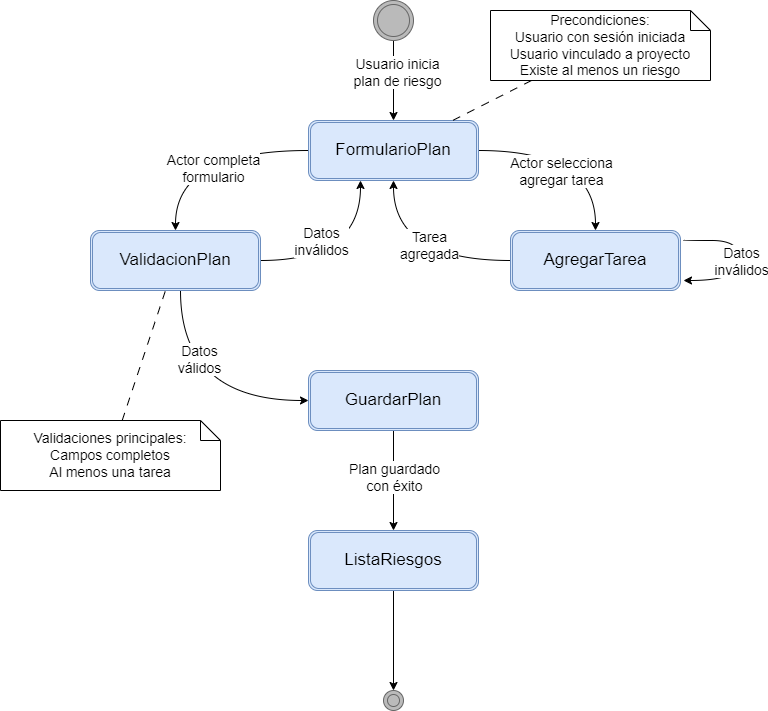 Precondiciones:
Usuario con sesión iniciada
Usuario vinculado a proyecto
Existe al menos un riesgo
Usuario inicia
plan de riesgo
FormularioPlan
Actor completa
formulario
Actor selecciona
agregar tarea
Datos
inválidos
Tarea
agregada
ValidacionPlan
AgregarTarea
Datos
inválidos
Datos
válidos
GuardarPlan
Validaciones principales:
Campos completos
Al menos una tarea
Plan guardado
con éxito
ListaRiesgos